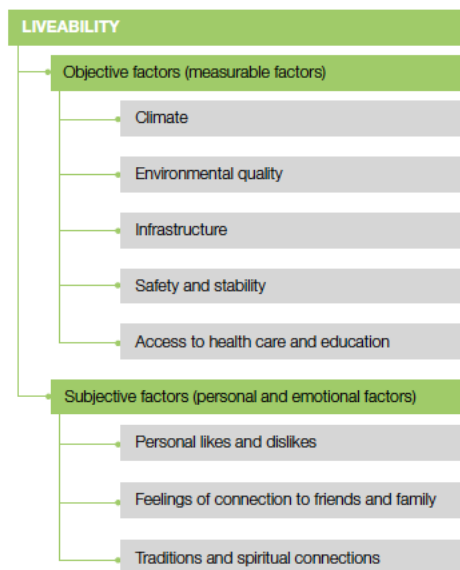 LIVEABILITY
Objective factors (measurable factors)
Climate
Environmental quality
Infrastructure
Safety and stability
Access to health care and education
Subjective factors (personal and emotional factors)
Personal likes and dislikes
Feelings of connection to friends and family
Traditions and spiritual connections